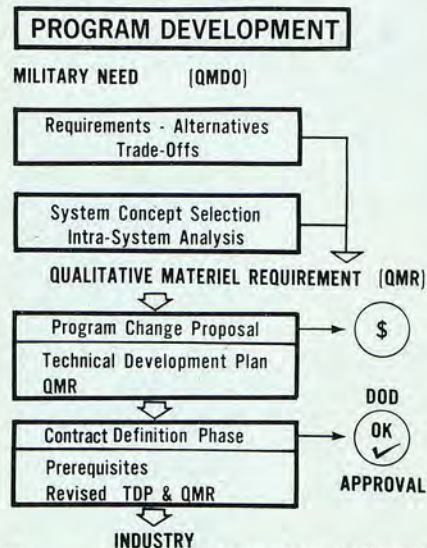 PROGRAM DEVELOPMENT
MILITARY NEED (QMDO)
Requirements - Alternatives
Trade-Offs
System Concept Selection
Intra-System Analysis
QUALITATIVE MATERIEL REQUIREMENT (QMR)
Program Change Proposal
$
Technical Development Plan
QMR
DOD
Contract Definition Phase
OK
Prerequisites
Revised TDP & QMR
APPROVAL
INDUSTRY